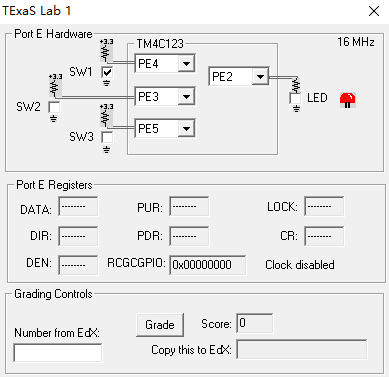 TExaS Lab 1
Port E Hardware
TM4C123
16 MHz
+3.3
SW1
PE4
PE2
+3.3
SW2
PE3
LED
+3.3
SW3
PE5
Port E Registers
DATA: --------
PUR: --------
LOCK: --------
DIR: --------
PDR: --------
CR: --------
DEN: --------
RCGCGPIO: 0x00000000
Clock disabled
Grading Controls
Number from EdX:
Grade
Score: 0
Copy this to EdX: